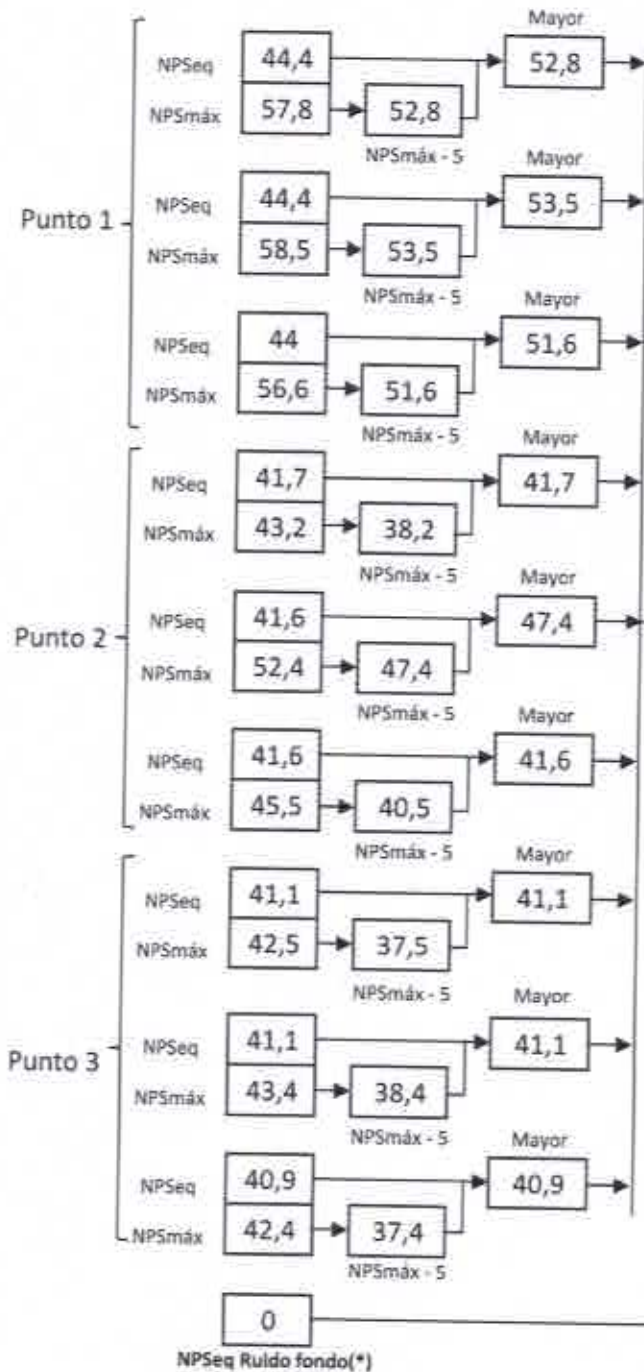 Mayor
NPSeq 44,4 52,8
NPSmáx 57,8 52,8
NPSmáx - 5
Mayor
NPSeq 44,4 53,5
Punto 1
NPSmáx 58,5 53,5
NPSmáx - 5
Mayor
NPSeq 44 51,6
NPSmáx 56,6 51,6
NPSmáx - 5
Mayor
NPSeq 41,7 41,7
NPSmáx 43,2 38,2
NPSmáx - 5
Mayor
NPSeq 41,6 47,4
Punto 2
NPSmáx 52,4 47,4
NPSmáx - 5
Mayor
NPSeq 41,6 41,6
NPSmáx 45,5 40,5
NPSmáx - 5
Mayor
NPSeq 41,1 41,1
NPSmáx 42,5 37,5
NPSmáx - 5
Mayor
NPSeq 41,1 41,1
Punto 3
NPSmáx 43,4 38,4
NPSmáx - 5
Mayor
NPSeq 40,9 40,9
NPSmáx 42,4 37,4
NPSmáx - 5
0
NPSeq Ruido fondo(*)